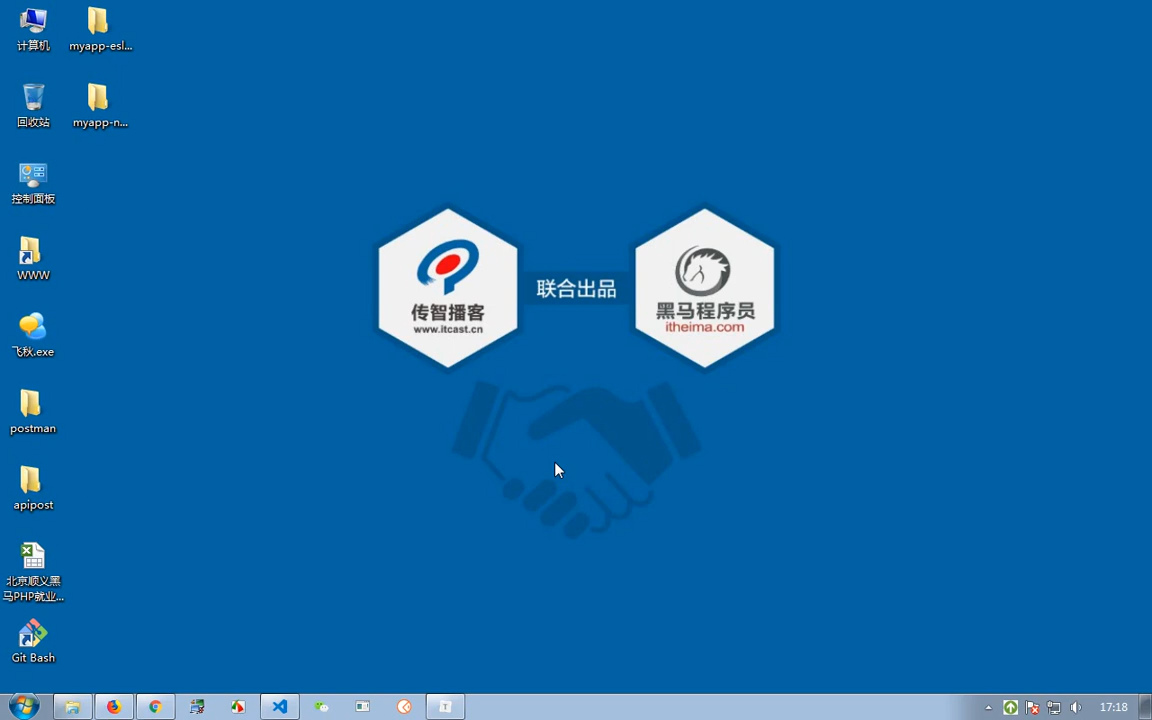 计算机
myapp-esl...
回收站
myapp-n...
控制面板
WWW
飞秋.exe
postman
apipost
北京顺义黑
马PHP就业...
Git Bash
传智播客
www.itcast.cn
联合出品
黑马程序员
itheima.com
T
17:18